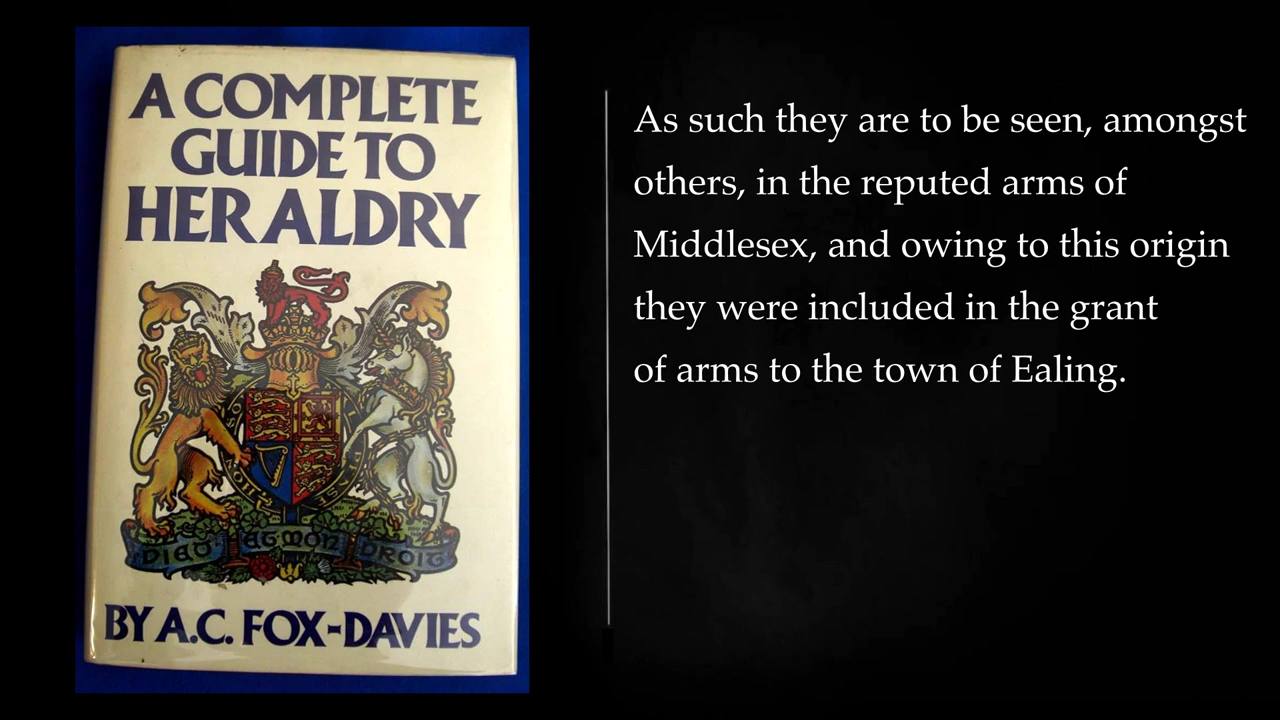 A COMPLETE
GUIDE TO
HERALDRY
DIEU ET MON DROIT
BY A.C. FOX-DAVIES
As such they are to be seen, amongst
others, in the reputed arms of
Middlesex, and owing to this origin
they were included in the grant
of arms to the town of Ealing.